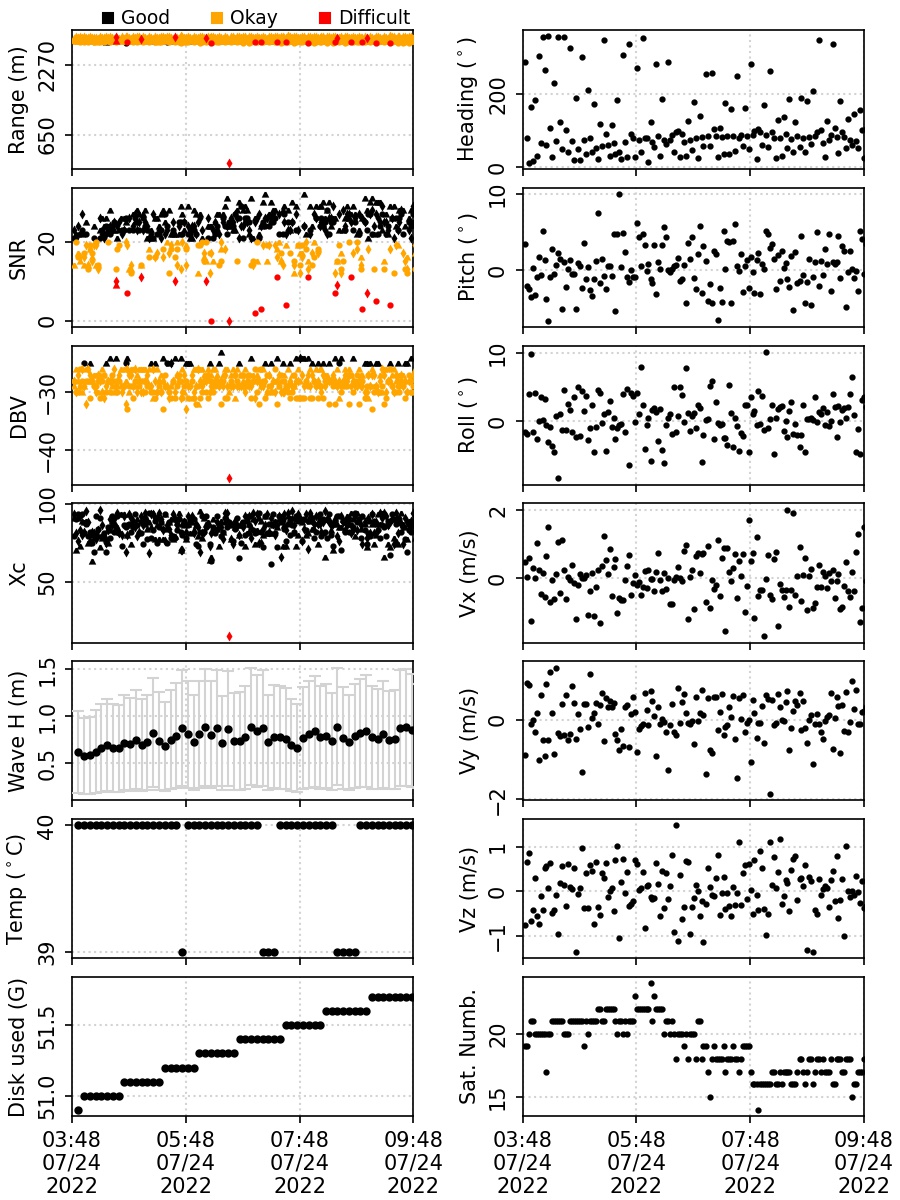 Good Okay Difficult
Range (m)
2270
650
Heading (°)
200
0
SNR
20
0
Pitch (°)
10
0
DBV
−30
−40
Roll (°)
10
0
Xc
100
50
Vx (m/s)
2
0
Wave H (m)
1.5
1.0
0.5
Vy (m/s)
0
−2
Temp (°C)
40
39
Vz (m/s)
1
0
−1
Disk used (G)
51.5
51.0
Sat. Numb.
20
15
03:48 05:48 07:48 09:48
07/24 07/24 07/24 07/24
2022 2022 2022 2022
03:48 05:48 07:48 09:48
07/24 07/24 07/24 07/24
2022 2022 2022 2022